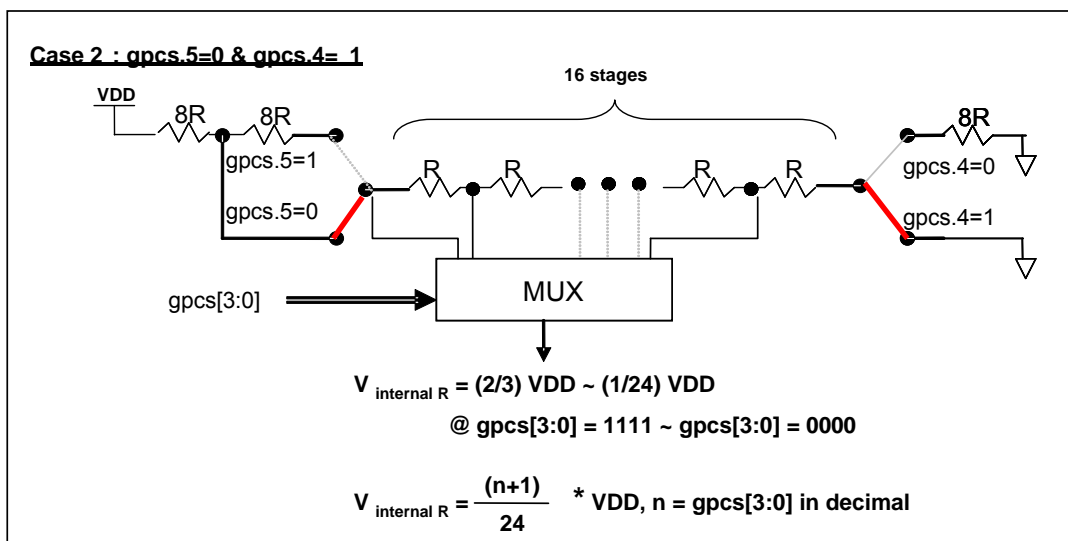 Case 2 : gpcs.5=0 & gpcs.4= 1
16 stages
VDD
8R 8R 8R
gpcs.5=1 R R R R gpcs.4=0
gpcs.5=0 gpcs.4=1
gpcs[3:0] MUX
V internal R = (2/3) VDD ~ (1/24) VDD
@ gpcs[3:0] = 1111 ~ gpcs[3:0] = 0000
V internal R = (n+1) / 24 * VDD, n = gpcs[3:0] in decimal